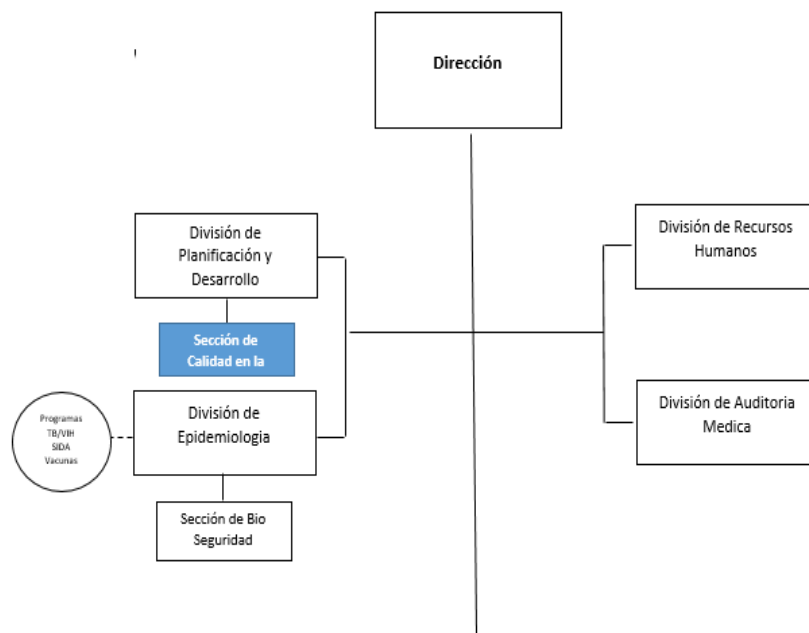 Dirección
División de
Planificación y
Desarrollo
Sección de
Calidad en la
División de
Epidemiologia
Programas
TB/VIH
SIDA
Vacunas
Sección de Bio
Seguridad
División de Recursos
Humanos
División de Auditoria
Medica